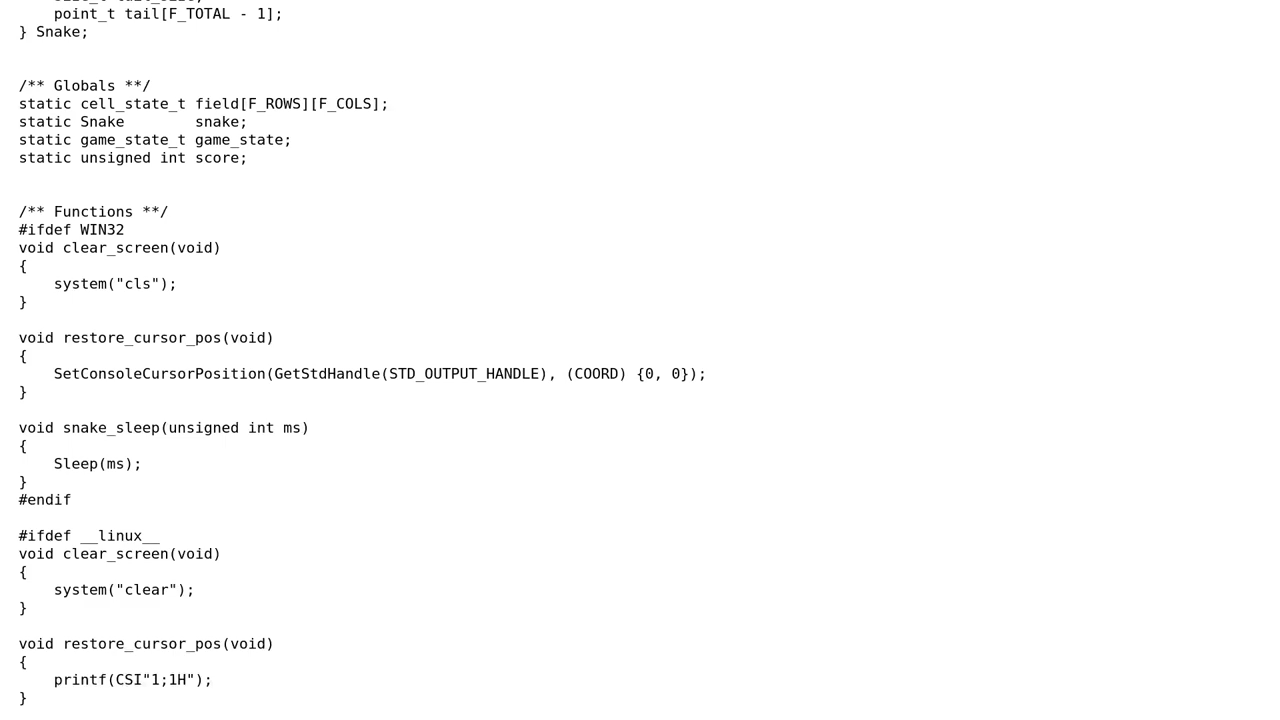 point_t tail[F_TOTAL - 1];
} Snake;


/** Globals **/
static cell_state_t field[F_ROWS][F_COLS];
static Snake        snake;
static game_state_t game_state;
static unsigned int score;


/** Functions **/
#ifdef WIN32
void clear_screen(void)
{
    system("cls");
}

void restore_cursor_pos(void)
{
    SetConsoleCursorPosition(GetStdHandle(STD_OUTPUT_HANDLE), (COORD) {0, 0});
}

void snake_sleep(unsigned int ms)
{
    Sleep(ms);
}
#endif

#ifdef __linux__
void clear_screen(void)
{
    system("clear");
}

void restore_cursor_pos(void)
{
    printf(CSI"1;1H");
}